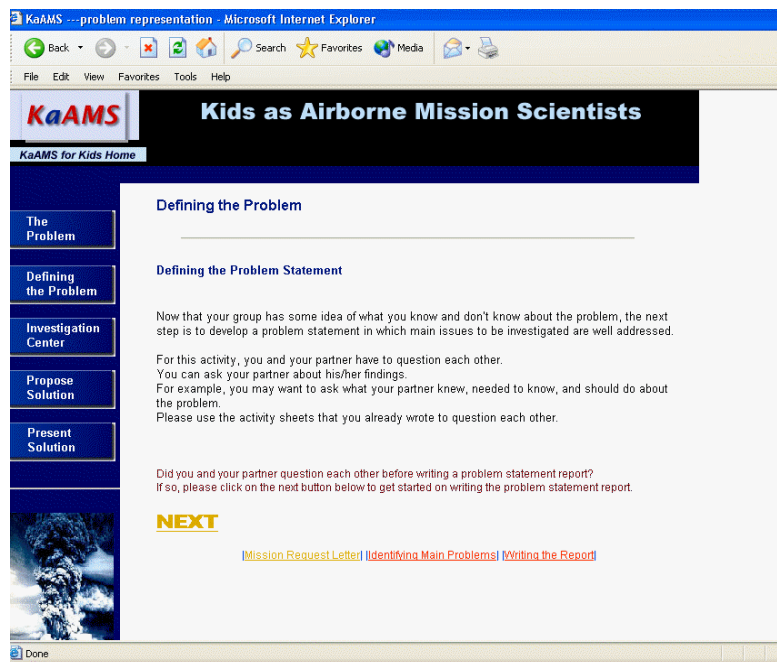 KaAMS ---problem representation - Microsoft Internet Explorer
Back Search Favorites Media
File Edit View Favorites Tools Help
KaAMS
Kids as Airborne Mission Scientists
KaAMS for Kids Home
The
Problem
Defining
the Problem
Investigation
Center
Propose
Solution
Present
Solution
Defining the Problem
Defining the Problem Statement
Now that your group has some idea of what you know and don't know about the problem, the next
step is to develop a problem statement in which main issues to be investigated are well addressed.
For this activity, you and your partner have to question each other.
You can ask your partner about his/her findings.
For example, you may want to ask what your partner knew, needed to know, and should do about
the problem.
Please use the activity sheets that you already wrote to question each other.
Did you and your partner question each other before writing a problem statement report?
If so, please click on the next button below to get started on writing the problem statement report.
NEXT
|Mission Request Letter| |Identifying Main Problems| |Writing the Report|
Done